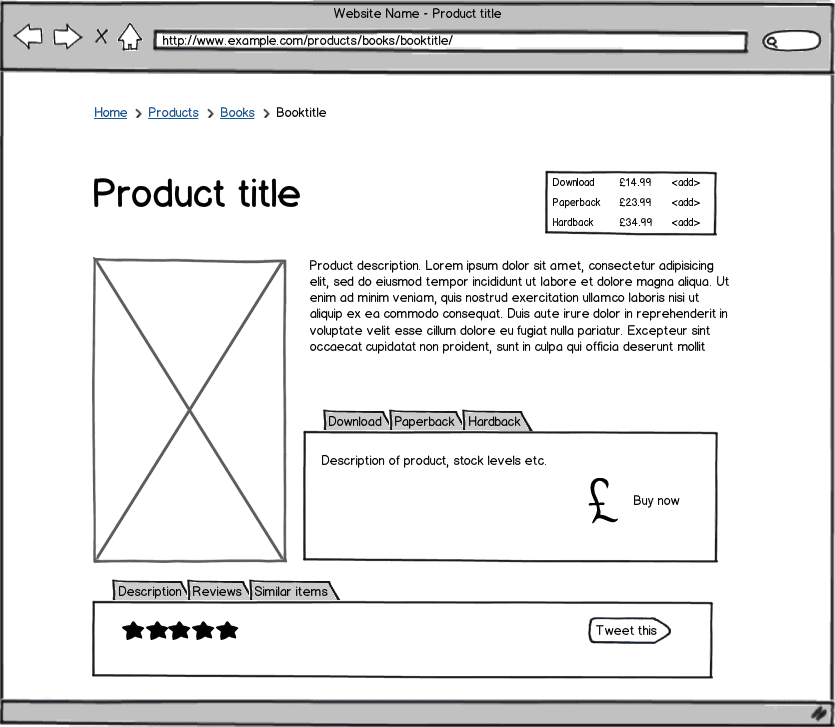 Website Name - Product title
http://www.example.com/products/books/booktitle/
Home > Products > Books > Booktitle
Product title
Download £14.99 <add>
Paperback £23.99 <add>
Hardback £34.99 <add>
Product description. Lorem ipsum dolor sit amet, consectetur adipisicing
elit, sed do eiusmod tempor incididunt ut labore et dolore magna aliqua. Ut
enim ad minim veniam, quis nostrud exercitation ullamco laboris nisi ut
aliquip ex ea commodo consequat. Duis aute irure dolor in reprehenderit in
voluptate velit esse cillum dolore eu fugiat nulla pariatur. Excepteur sint
occaecat cupidatat non proident, sunt in culpa qui officia deserunt mollit
Download Paperback Hardback
Description of product, stock levels etc.
£ Buy now
Description Reviews Similar items
Tweet this